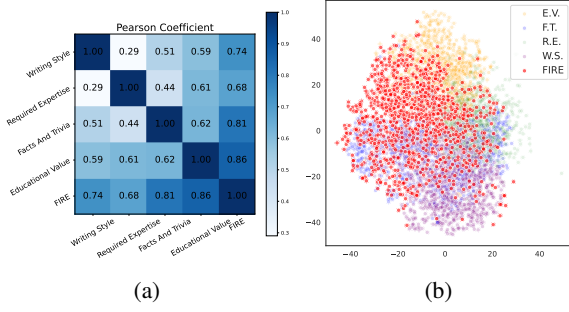 Pearson Coefficient
Writing Style 1.00 0.29 0.51 0.59 0.74
Required Expertise 0.29 1.00 0.44 0.61 0.68
Facts And Trivia 0.51 0.44 1.00 0.62 0.81
Educational Value 0.59 0.61 0.62 1.00 0.86
FIRE 0.74 0.68 0.81 0.86 1.00
Writing Style
Required Expertise
Facts And Trivia
Educational Value
FIRE
1.0
0.9
0.8
0.7
0.6
0.5
0.4
0.3
(a)
E.V.
F.T.
R.E.
W.S.
FIRE
40
20
0
−20
−40
−40 −20 0 20 40
(b)